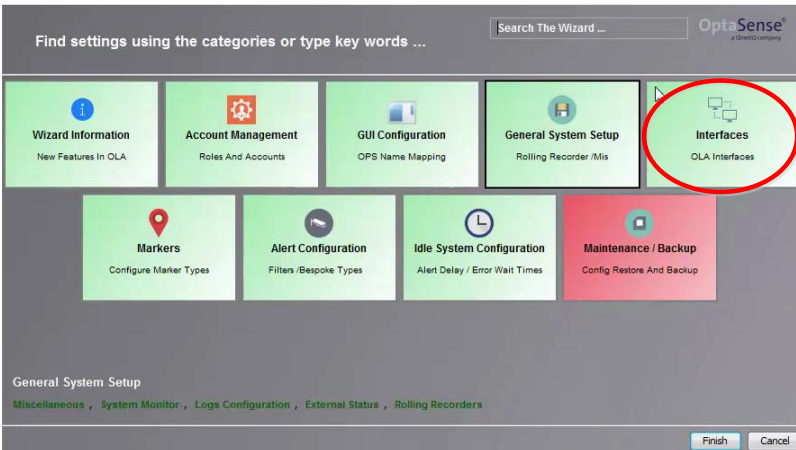 Search The Wizard ...
OptaSense®
a QinetiQ company
Find settings using the categories or type key words ...
Wizard Information
New Features In OLA
Account Management
Roles And Accounts
GUI Configuration
OPS Name Mapping
General System Setup
Rolling Recorder /Mis
Interfaces
OLA Interfaces
Markers
Configure Marker Types
Alert Configuration
Filters /Bespoke Types
Idle System Configuration
Alert Delay / Error Wait Times
Maintenance / Backup
Config Restore And Backup
General System Setup
Miscellaneous , System Monitor , Logs Configuration , External Status , Rolling Recorders
Finish Cancel